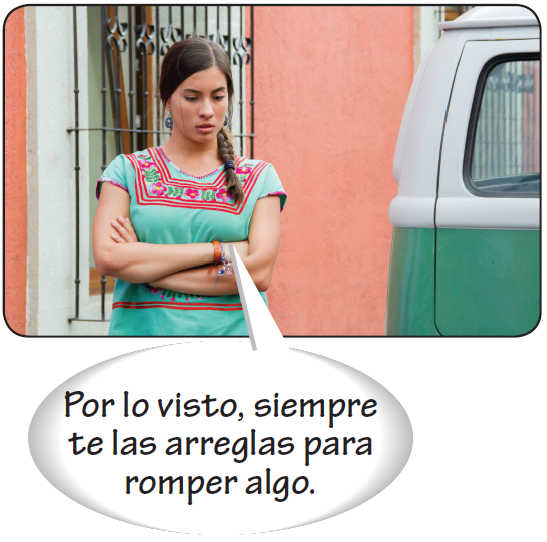 Por lo visto, siempre
te las arreglas para
romper algo.